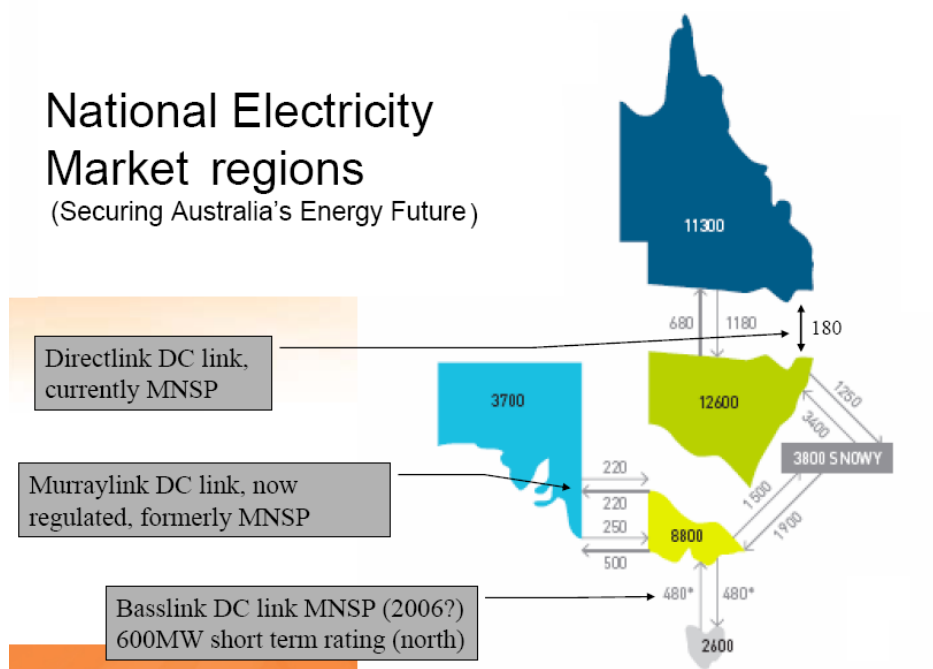 National Electricity
Market regions
(Securing Australia's Energy Future)
11300
680
1180
180
Directlink DC link,
currently MNSP
3700
12600
1250
3400
3800 SNOWY
Murraylink DC link, now
regulated, formerly MNSP
220
220
250
500
8800
1500
1900
Basslink DC link MNSP (2006?)
600MW short term rating (north)
480*
480*
2600